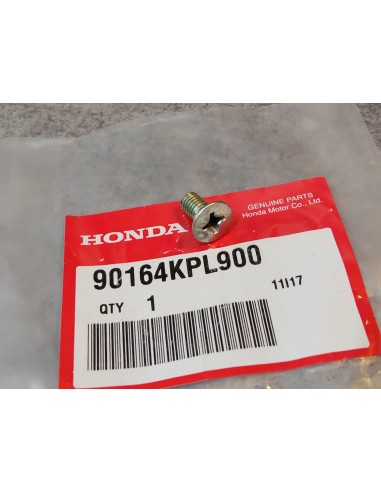 GENUINE PARTS
HONDA Honda Motor Co., Ltd.
90164KPL900
QTY 1 11I17